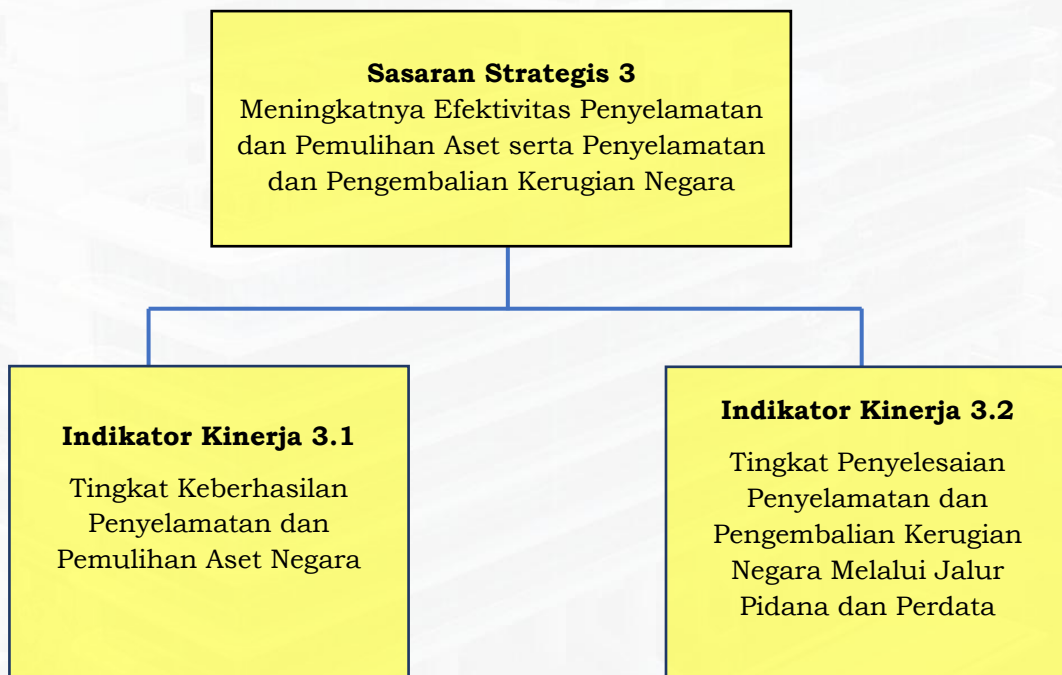 Sasaran Strategis 3
Meningkatnya Efektivitas Penyelamatan
dan Pemulihan Aset serta Penyelamatan
dan Pengembalian Kerugian Negara
Indikator Kinerja 3.1
Tingkat Keberhasilan
Penyelamatan dan
Pemulihan Aset Negara
Indikator Kinerja 3.2
Tingkat Penyelesaian
Penyelamatan dan
Pengembalian Kerugian
Negara Melalui Jalur
Pidana dan Perdata